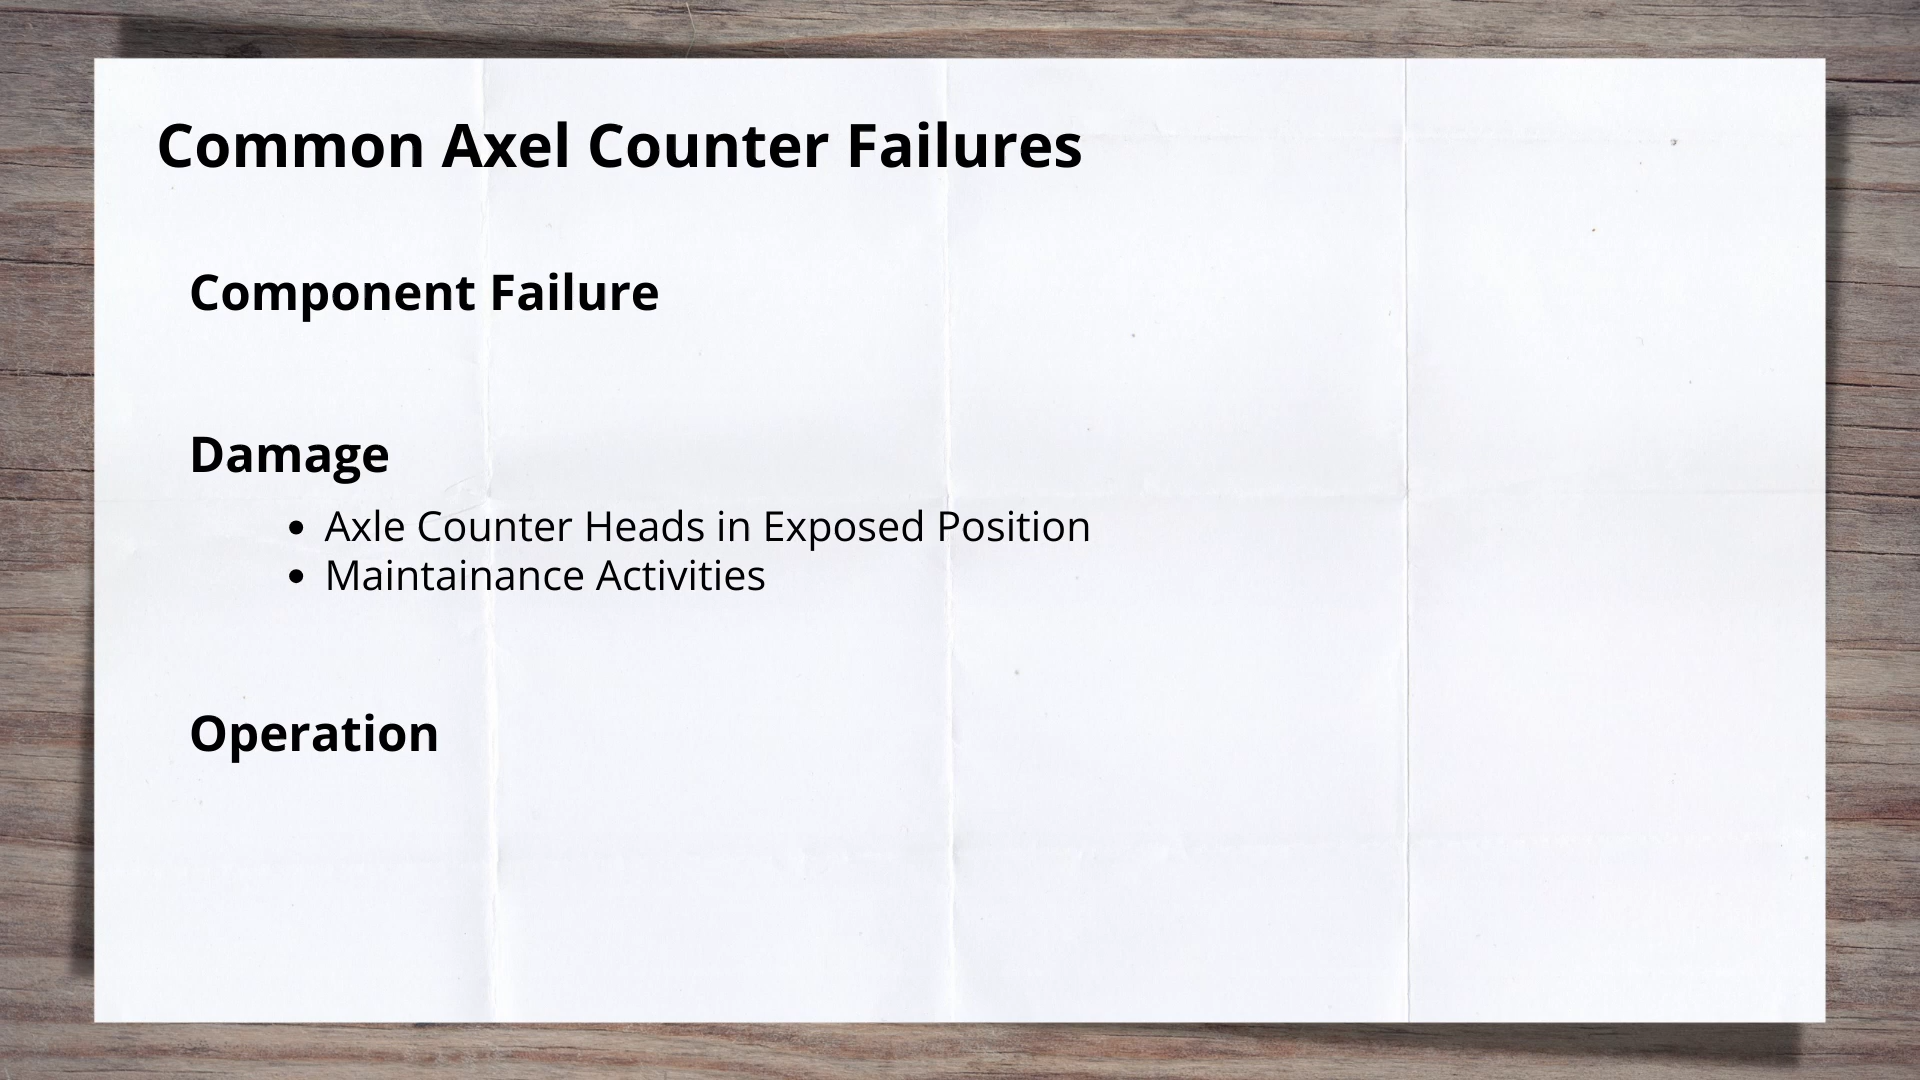 Common Axel Counter Failures
Component Failure
Damage
• Axle Counter Heads in Exposed Position
• Maintainance Activities
Operation